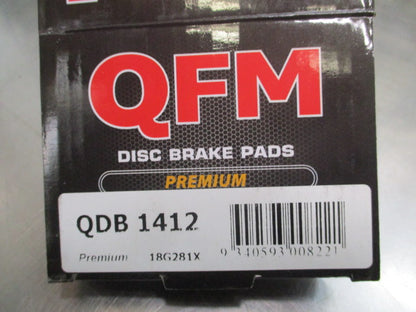 QFM
DISC BRAKE PADS
PREMIUM
QDB 1412
Premium 18G281X
9 340593 008221